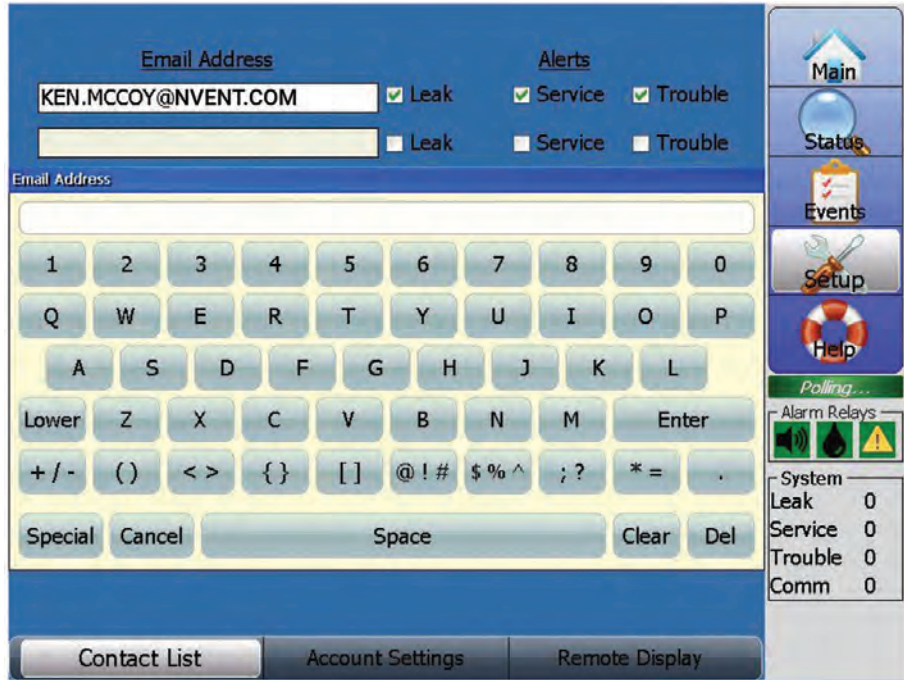 Email Address Alerts
KEN.MCCOY@NVENT.COM Leak Service Trouble
Leak Service Trouble
Email Address
1 2 3 4 5 6 7 8 9 0
Q W E R T Y U I O P
A S D F G H J K L
Lower Z X C V B N M Enter
+ / - ( ) < > { } [ ] @ ! # $ % ^ ; ? * = .
Special Cancel Space Clear Del
Contact List Account Settings Remote Display
Main
Status
Events
Setup
Help
Polling...
Alarm Relays
System
Leak 0
Service 0
Trouble 0
Comm 0